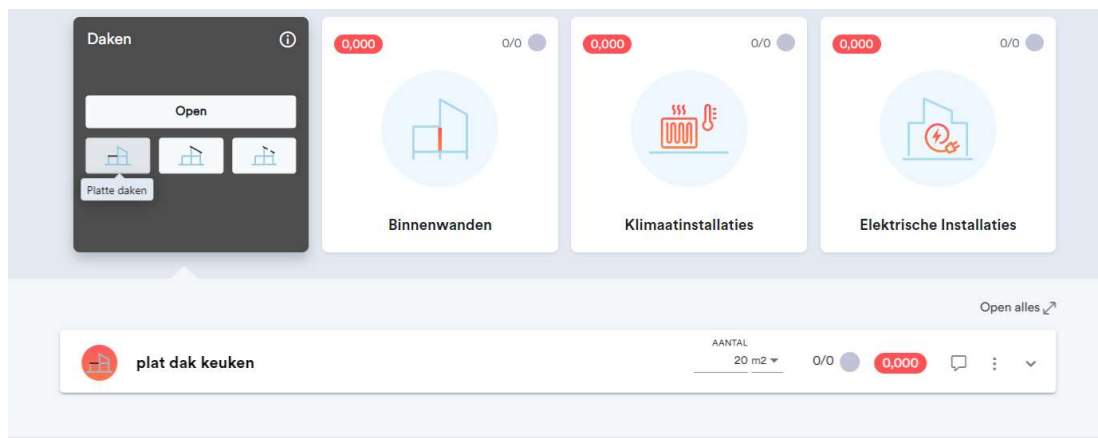 Daken
Open
Platte daken
0,000 0/0
Binnenwanden
0,000 0/0
Klimaatinstallaties
0,000 0/0
Elektrische Installaties
Open alles
plat dak keuken
AANTAL
20 m2
0/0 0,000